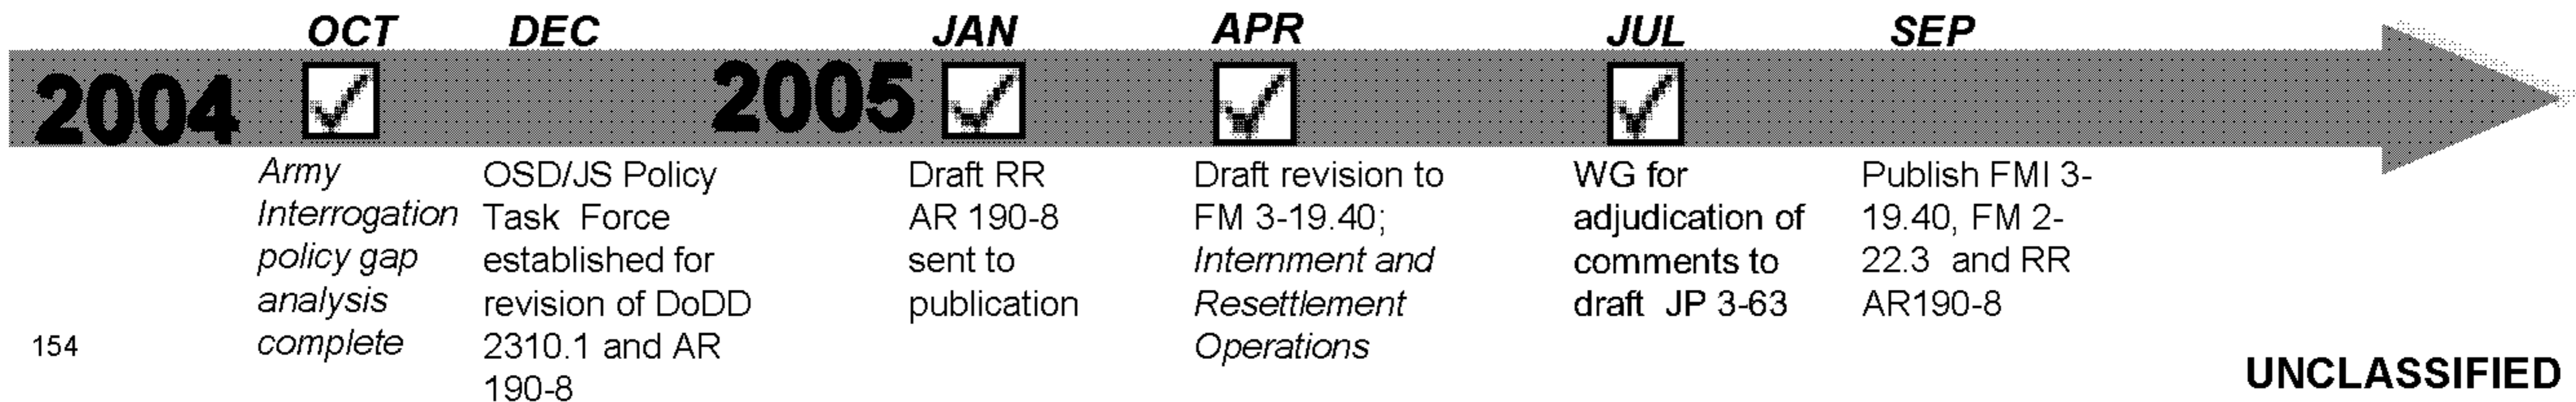 OCT DEC JAN APR JUL SEP
2004 2005
Army
Interrogation
policy gap
analysis
complete
OSD/JS Policy
Task Force
established for
revision of DoDD
2310.1 and AR
190-8
Draft RR
AR 190-8
sent to
publication
Draft revision to
FM 3-19.40;
Internment and
Resettlement
Operations
WG for
adjudication of
comments to
draft JP 3-63
Publish FMI 3-
19.40, FM 2-
22.3 and RR
AR190-8
154
UNCLASSIFIED